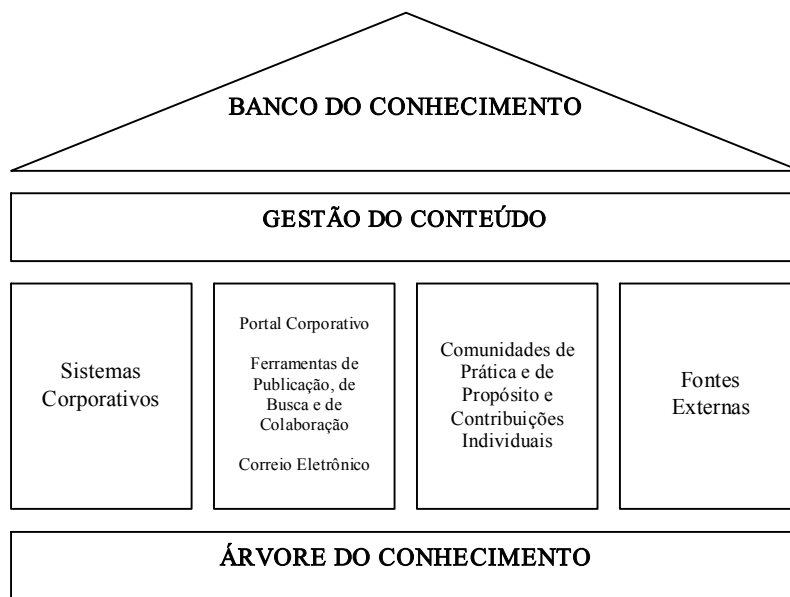 BANCO DO CONHECIMENTO
GESTÃO DO CONTEÚDO
Sistemas
Corporativos
Portal Corporativo
Ferramentas de
Publicação, de
Busca e de
Colaboração
Correio Eletrônico
Comunidades de
Prática e de
Propósito e
Contribuições
Individuais
Fontes
Externas
ÁRVORE DO CONHECIMENTO